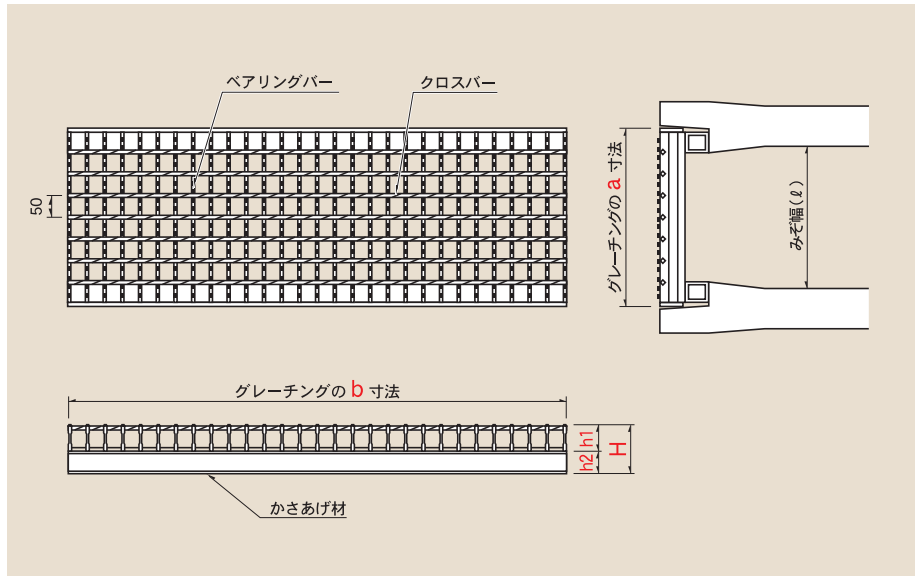 ベアリングバー
クロスバー
50
グレーチングの a 寸法
みぞ幅(ℓ)
グレーチングの b 寸法
h1
h2
H
かさあげ材